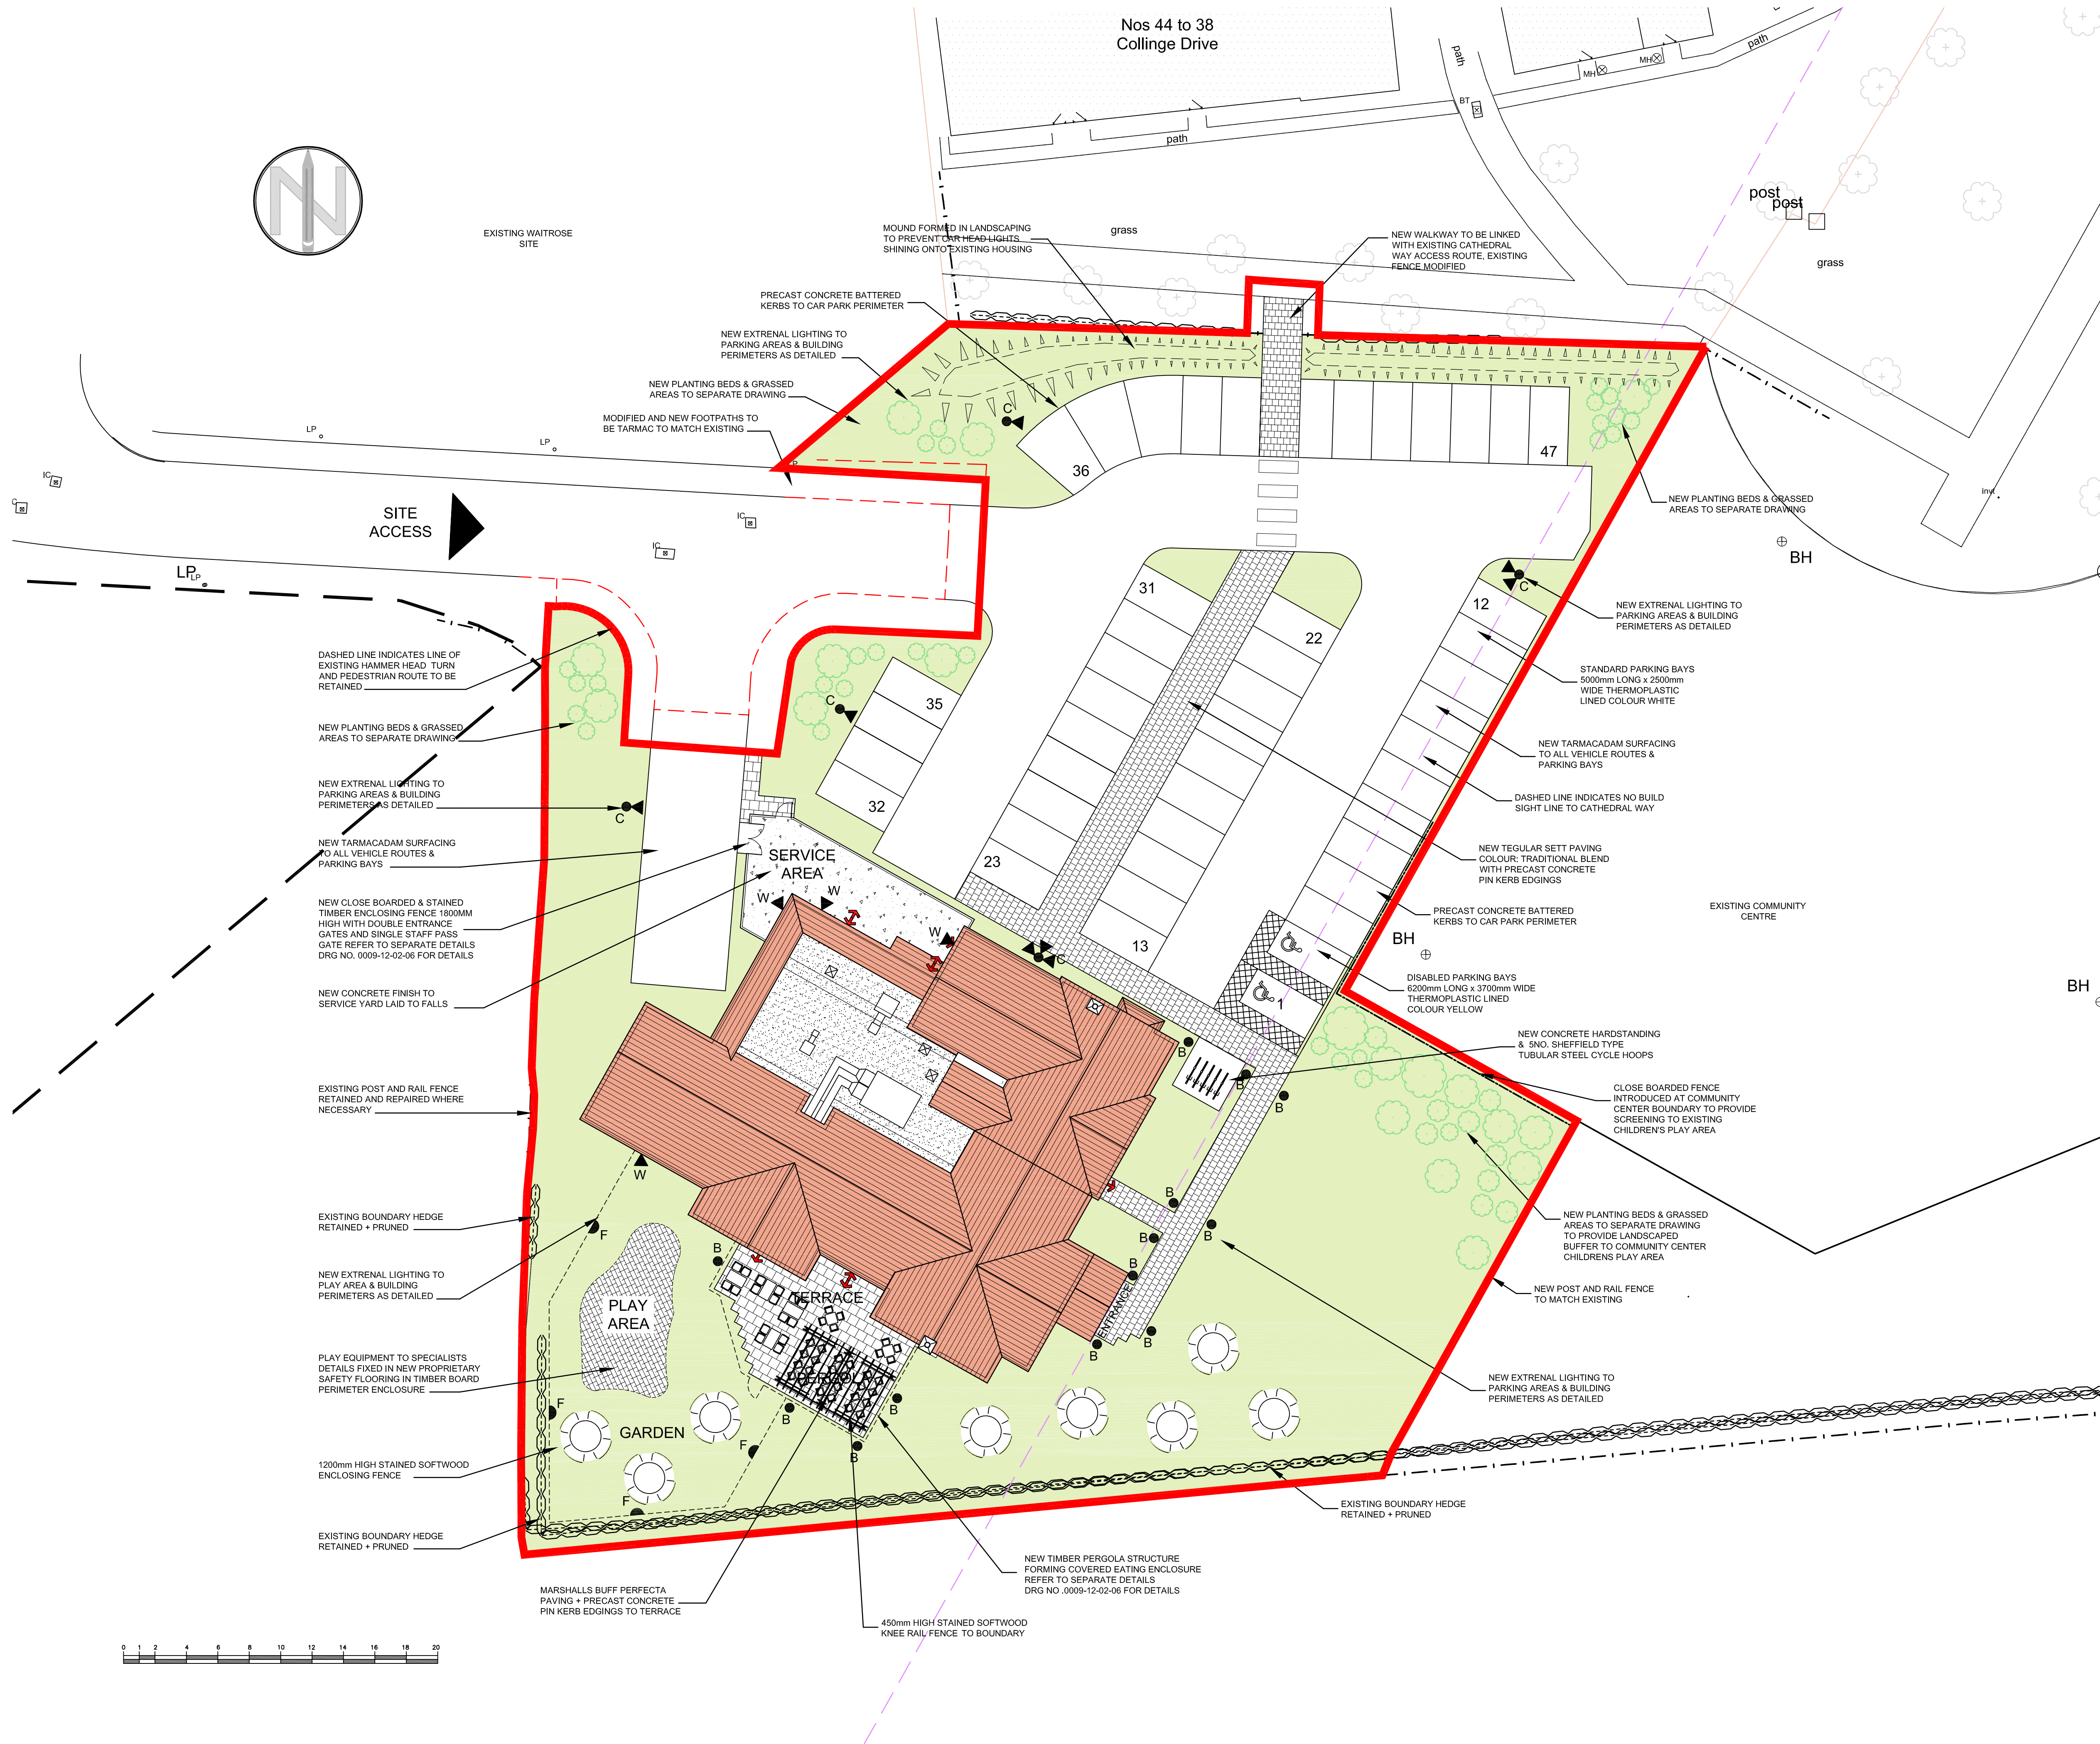 Nos 44 to 38
Collinge Drive
path
path
path
MH
MH
BT
post
post
grass
grass
N
EXISTING WAITROSE
SITE
MOUND FORMED IN LANDSCAPING
TO PREVENT CAR HEAD LIGHTS
SHINING ONTO EXISTING HOUSING
NEW WALKWAY TO BE LINKED
WITH EXISTING CATHEDRAL
WAY ACCESS ROUTE, EXISTING
FENCE MODIFIED
PRECAST CONCRETE BATTERED
KERBS TO CAR PARK PERIMETER
NEW EXTRENAL LIGHTING TO
PARKING AREAS & BUILDING
PERIMETERS AS DETAILED
NEW PLANTING BEDS & GRASSED
AREAS TO SEPARATE DRAWING
MODIFIED AND NEW FOOTPATHS TO
BE TARMAC TO MATCH EXISTING
LP
LP
IC
IC
IC
SITE
ACCESS
LP
LP
C
36
47
NEW PLANTING BEDS & GRASSED
AREAS TO SEPARATE DRAWING
Invt
BH
C
31
22
12
NEW EXTRENAL LIGHTING TO
PARKING AREAS & BUILDING
PERIMETERS AS DETAILED
STANDARD PARKING BAYS
5000mm LONG x 2500mm
WIDE THERMOPLASTIC
LINED COLOUR WHITE
NEW TARMACADAM SURFACING
TO ALL VEHICLE ROUTES &
PARKING BAYS
DASHED LINE INDICATES NO BUILD
SIGHT LINE TO CATHEDRAL WAY
NEW TEGULAR SETT PAVING
COLOUR: TRADITIONAL BLEND
WITH PRECAST CONCRETE
PIN KERB EDGINGS
PRECAST CONCRETE BATTERED
KERBS TO CAR PARK PERIMETER
EXISTING COMMUNITY
CENTRE
BH
BH
DISABLED PARKING BAYS
6200mm LONG x 3700mm WIDE
THERMOPLASTIC LINED
COLOUR YELLOW
NEW CONCRETE HARDSTANDING
& 5NO. SHEFFIELD TYPE
TUBULAR STEEL CYCLE HOOPS
CLOSE BOARDED FENCE
INTRODUCED AT COMMUNITY
CENTER BOUNDARY TO PROVIDE
SCREENING TO EXISTING
CHILDREN'S PLAY AREA
NEW PLANTING BEDS & GRASSED
AREAS TO SEPARATE DRAWING
TO PROVIDE LANDSCAPED
BUFFER TO COMMUNITY CENTER
CHILDRENS PLAY AREA
NEW POST AND RAIL FENCE
TO MATCH EXISTING
NEW EXTRENAL LIGHTING TO
PARKING AREAS & BUILDING
PERIMETERS AS DETAILED
EXISTING BOUNDARY HEDGE
RETAINED + PRUNED
DASHED LINE INDICATES LINE OF
EXISTING HAMMER HEAD TURN
AND PEDESTRIAN ROUTE TO BE
RETAINED
NEW PLANTING BEDS & GRASSED
AREAS TO SEPARATE DRAWING
NEW EXTRENAL LIGHTING TO
PARKING AREAS & BUILDING
PERIMETERS AS DETAILED
NEW TARMACADAM SURFACING
TO ALL VEHICLE ROUTES &
PARKING BAYS
NEW CLOSE BOARDED & STAINED
TIMBER ENCLOSING FENCE 1800MM
HIGH WITH DOUBLE ENTRANCE
GATES AND SINGLE STAFF PASS
GATE REFER TO SEPARATE DETAILS
DRG NO. 0009-12-02-06 FOR DETAILS
NEW CONCRETE FINISH TO
SERVICE YARD LAID TO FALLS
EXISTING POST AND RAIL FENCE
RETAINED AND REPAIRED WHERE
NECESSARY
EXISTING BOUNDARY HEDGE
RETAINED + PRUNED
NEW EXTRENAL LIGHTING TO
PLAY AREA & BUILDING
PERIMETERS AS DETAILED
PLAY EQUIPMENT TO SPECIALISTS
DETAILS FIXED IN NEW PROPRIETARY
SAFETY FLOORING IN TIMBER BOARD
PERIMETER ENCLOSURE
1200mm HIGH STAINED SOFTWOOD
ENCLOSING FENCE
EXISTING BOUNDARY HEDGE
RETAINED + PRUNED
C
35
32
C
SERVICE
AREA
W
W
W
C
23
13
1
B
B
B
B
B
B
B
B
B
B
B
B
B
W
F
F
F
F
PLAY
AREA
TERRACE
PERGOLA
GARDEN
ENTRANCE
MARSHALLS BUFF PERFECTA
PAVING + PRECAST CONCRETE
PIN KERB EDGINGS TO TERRACE
NEW TIMBER PERGOLA STRUCTURE
FORMING COVERED EATING ENCLOSURE
REFER TO SEPARATE DETAILS
DRG NO .0009-12-02-06 FOR DETAILS
450mm HIGH STAINED SOFTWOOD
KNEE RAIL FENCE TO BOUNDARY
0 1 2 4 6 8 10 12 14 16 18 20